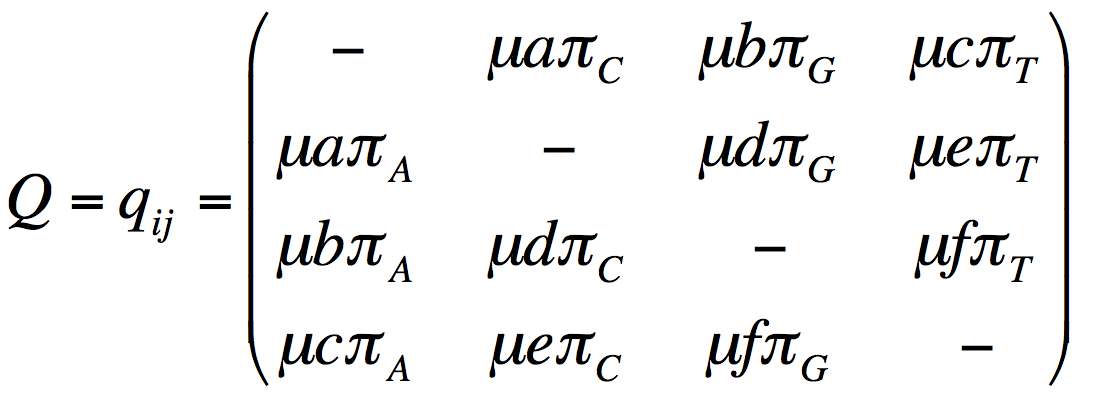 − μaπ_C μbπ_G μcπ_T
μaπ_A − μdπ_G μeπ_T
Q = q_ij =
μbπ_A μdπ_C − μfπ_T
μcπ_A μeπ_C μfπ_G −